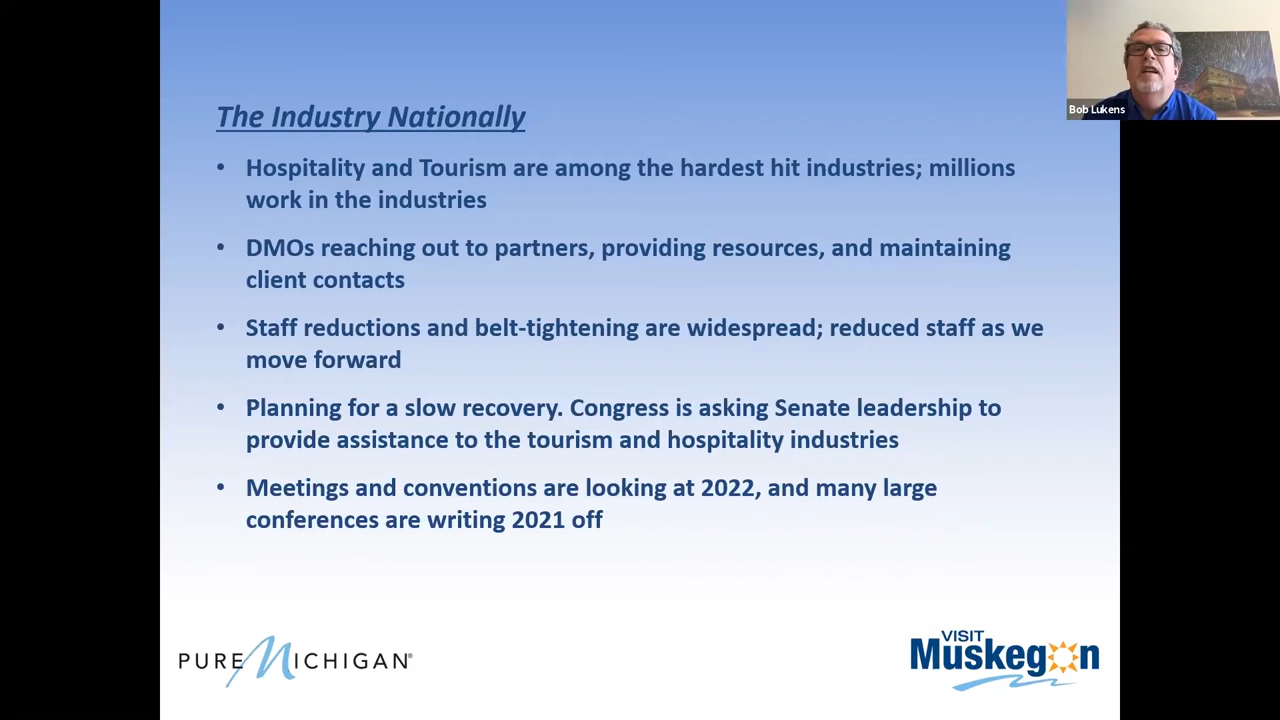 The Industry Nationally
• Hospitality and Tourism are among the hardest hit industries; millions
work in the industries
• DMOs reaching out to partners, providing resources, and maintaining
client contacts
• Staff reductions and belt-tightening are widespread; reduced staff as we
move forward
• Planning for a slow recovery. Congress is asking Senate leadership to
provide assistance to the tourism and hospitality industries
• Meetings and conventions are looking at 2022, and many large
conferences are writing 2021 off
Bob Lukens
PURE MICHIGAN®
VISIT
Muskegon